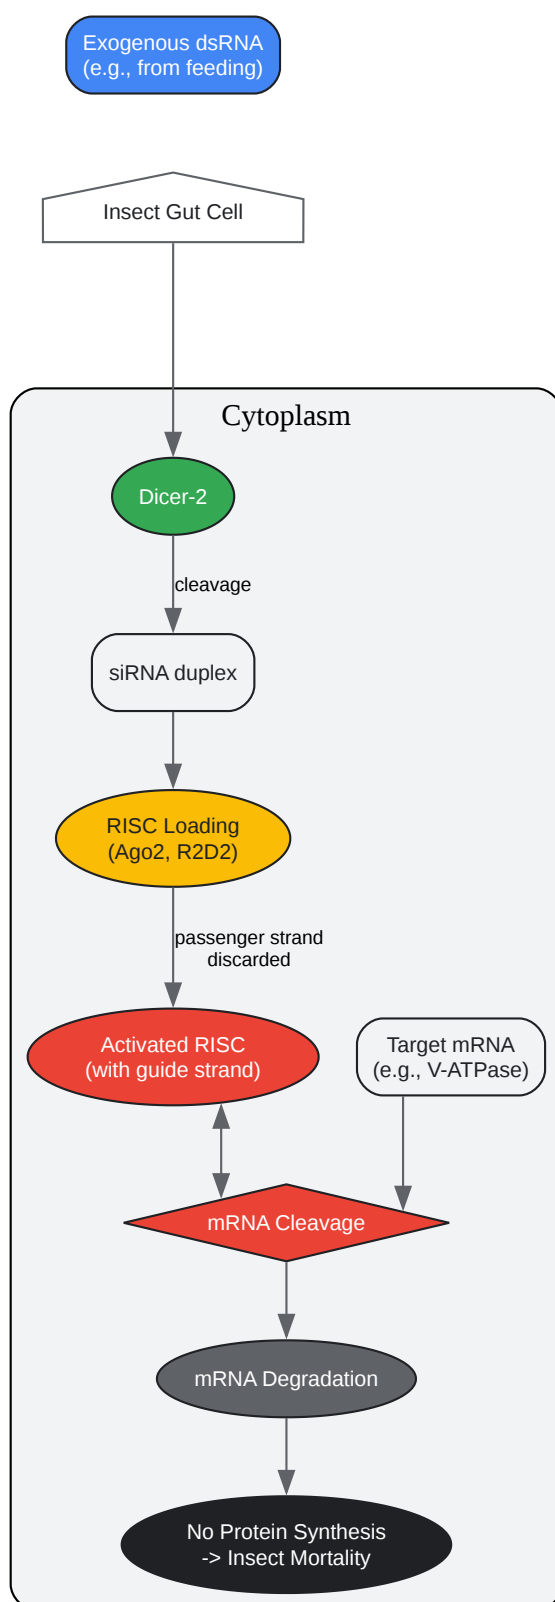 Exogenous dsRNA
(e.g., from feeding)
Insect Gut Cell
Cytoplasm
Dicer-2
cleavage
siRNA duplex
RISC Loading
(Ago2, R2D2)
passenger strand
discarded
Activated RISC
(with guide strand)
Target mRNA
(e.g., V-ATPase)
mRNA Cleavage
mRNA Degradation
No Protein Synthesis
-> Insect Mortality